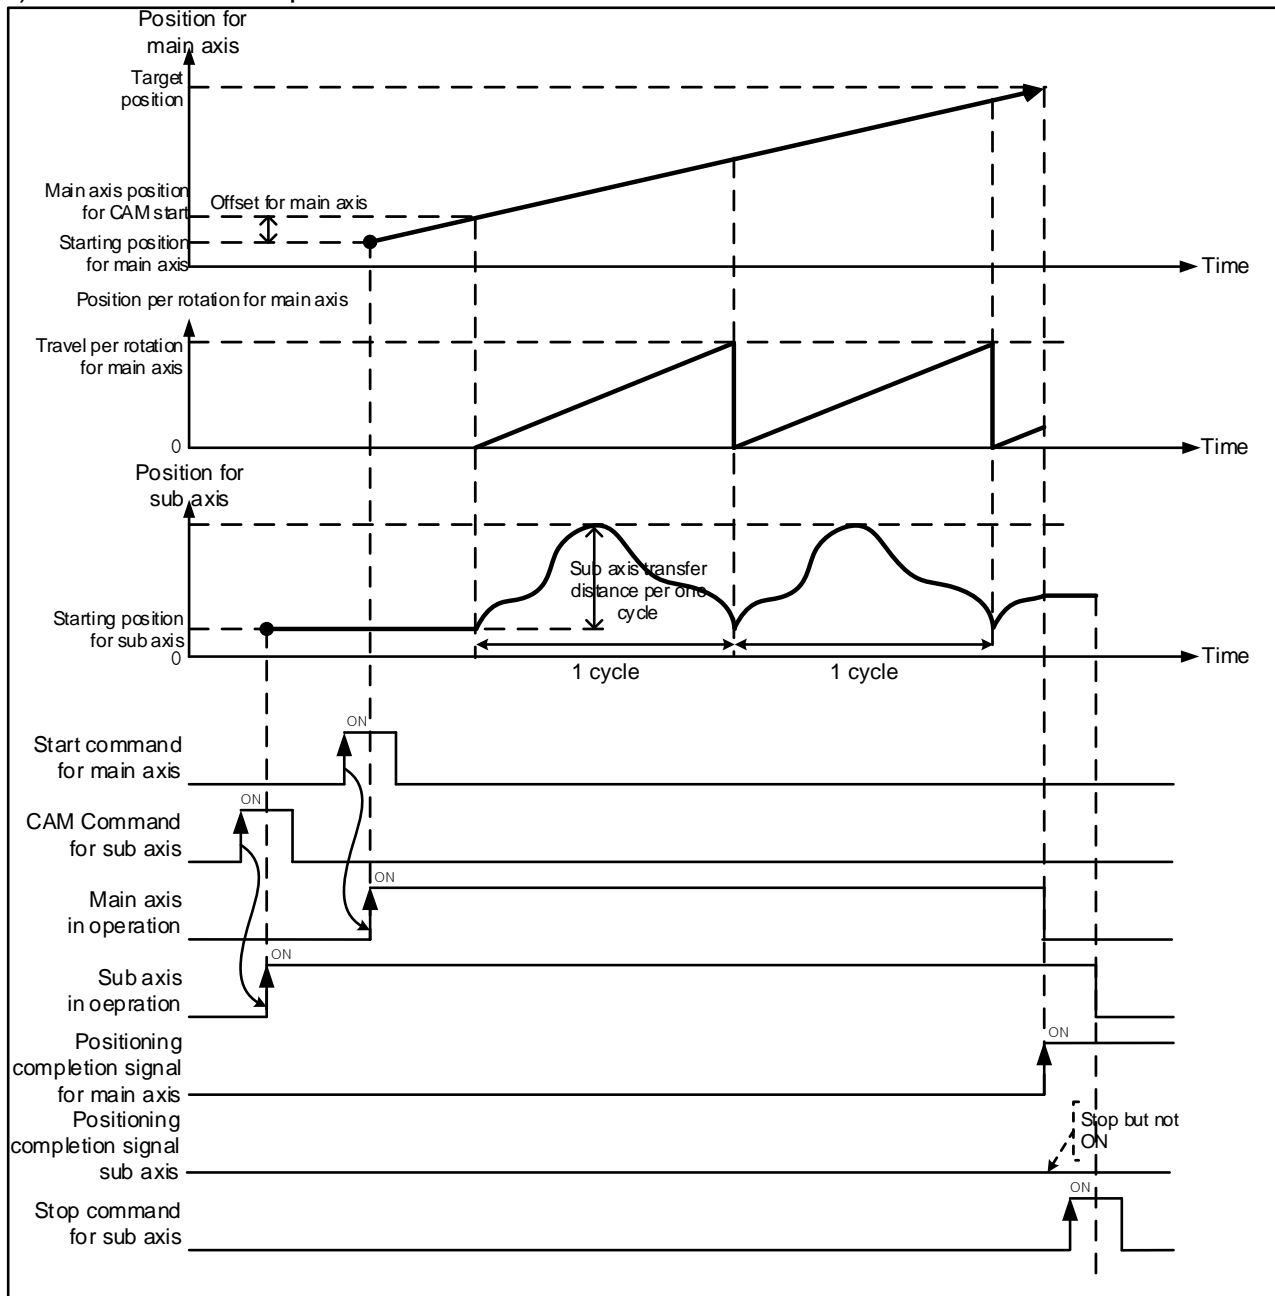 Position for
main axis
Target
position
Main axis position
for CAM start
Offset for main axis
Starting position
for main axis
Time
Position per rotation for main axis
Travel per rotation
for main axis
0
Time
Position for
sub axis
Sub axis transfer
distance per one
cycle
Starting position
for sub axis
0
Time
1 cycle
1 cycle
ON
Start command
for main axis
ON
CAM Command
for sub axis
ON
Main axis
in operation
ON
Sub axis
in oepration
Positioning
completion signal
for main axis
ON
Positioning
completion signal
sub axis
Stop but not
ON
ON
Stop command
for sub axis